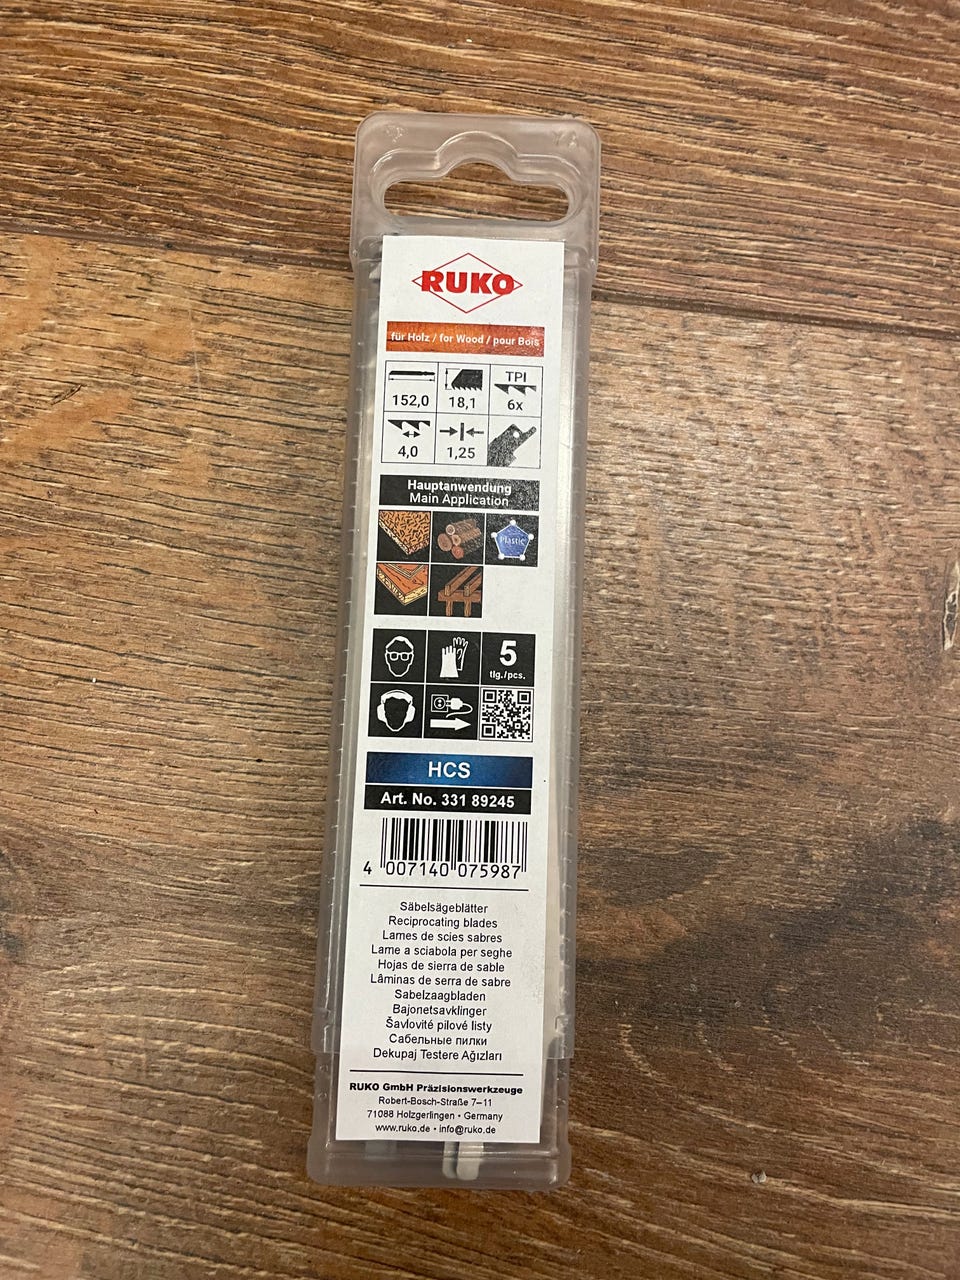 RUKO
für Holz / for Wood / pour Bois
TPI
152,0 18,1 6x
4,0 1,25
Hauptanwendung
Main Application
Plastic
5
tlg./pcs.
HCS
Art. No. 331 89245
4 007140 075987
Säbelsägeblätter
Reciprocating blades
Lames de scies sabres
Lame a sciabola per seghe
Hojas de sierra de sable
Lâminas de serra de sabre
Sabelzaagbladen
Bajonetsavklinger
Šavlovité pilové listy
Сабельные пилки
Dekupaj Testere Ağızları
RUKO GmbH Präzisionswerkzeuge
Robert-Bosch-Straße 7–11
71088 Holzgerlingen • Germany
www.ruko.de • info@ruko.de